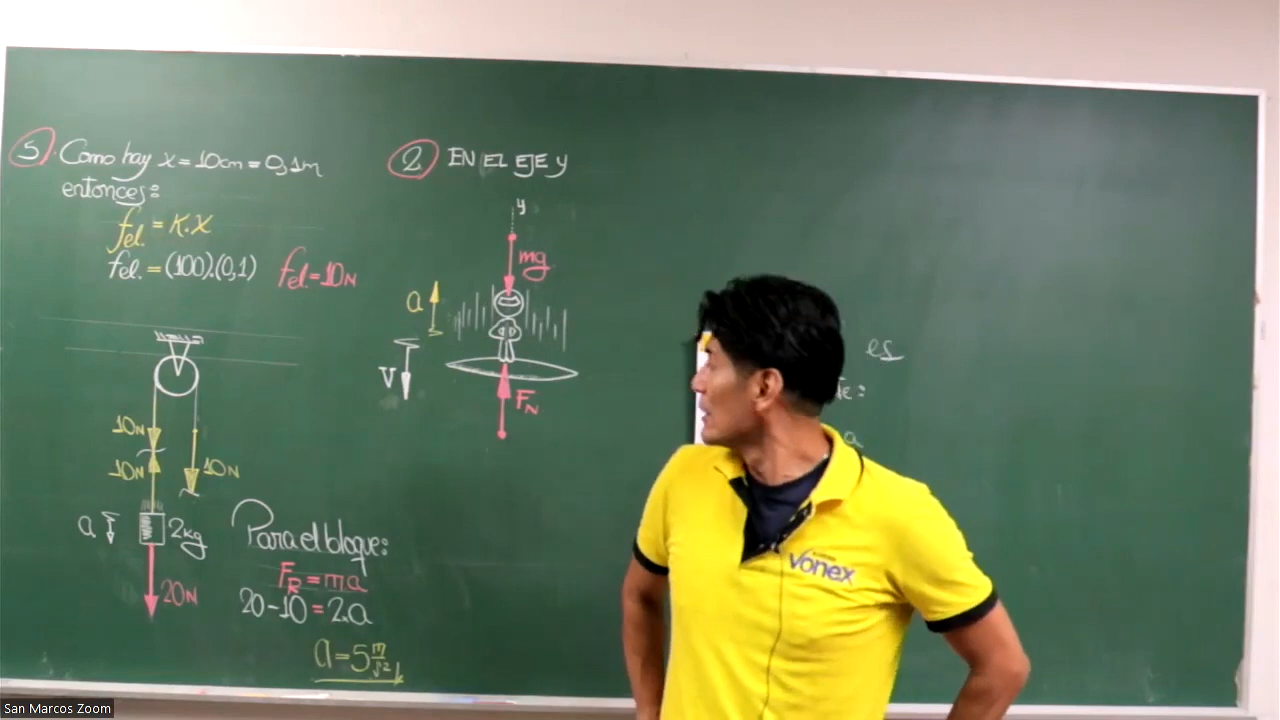 5. Como hay x = 10cm = 0,1m
entonces:
fel. = K.X
fel. = (100).(0,1) fel. = 10N
10N
10N
10N
a
2kg
20N
Para el bloque:
FR = ma
20-10 = 2.a
a = 5 m/s²
2. EN EL EJE Y
y
mg
a
V
FN
es
a
vonex
San Marcos Zoom